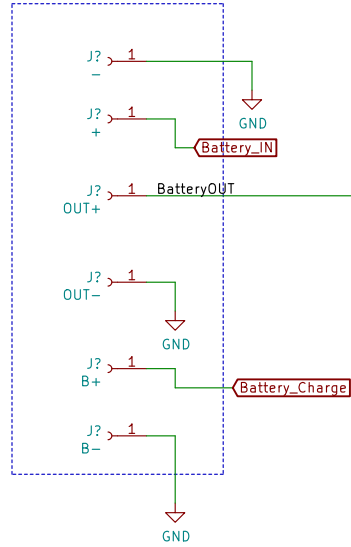 J? 1
-
GND
J? 1
+
Battery_IN
J? 1 BatteryOUT
OUT+
J? 1
OUT-
GND
J? 1
B+
Battery_Charge
J? 1
B-
GND